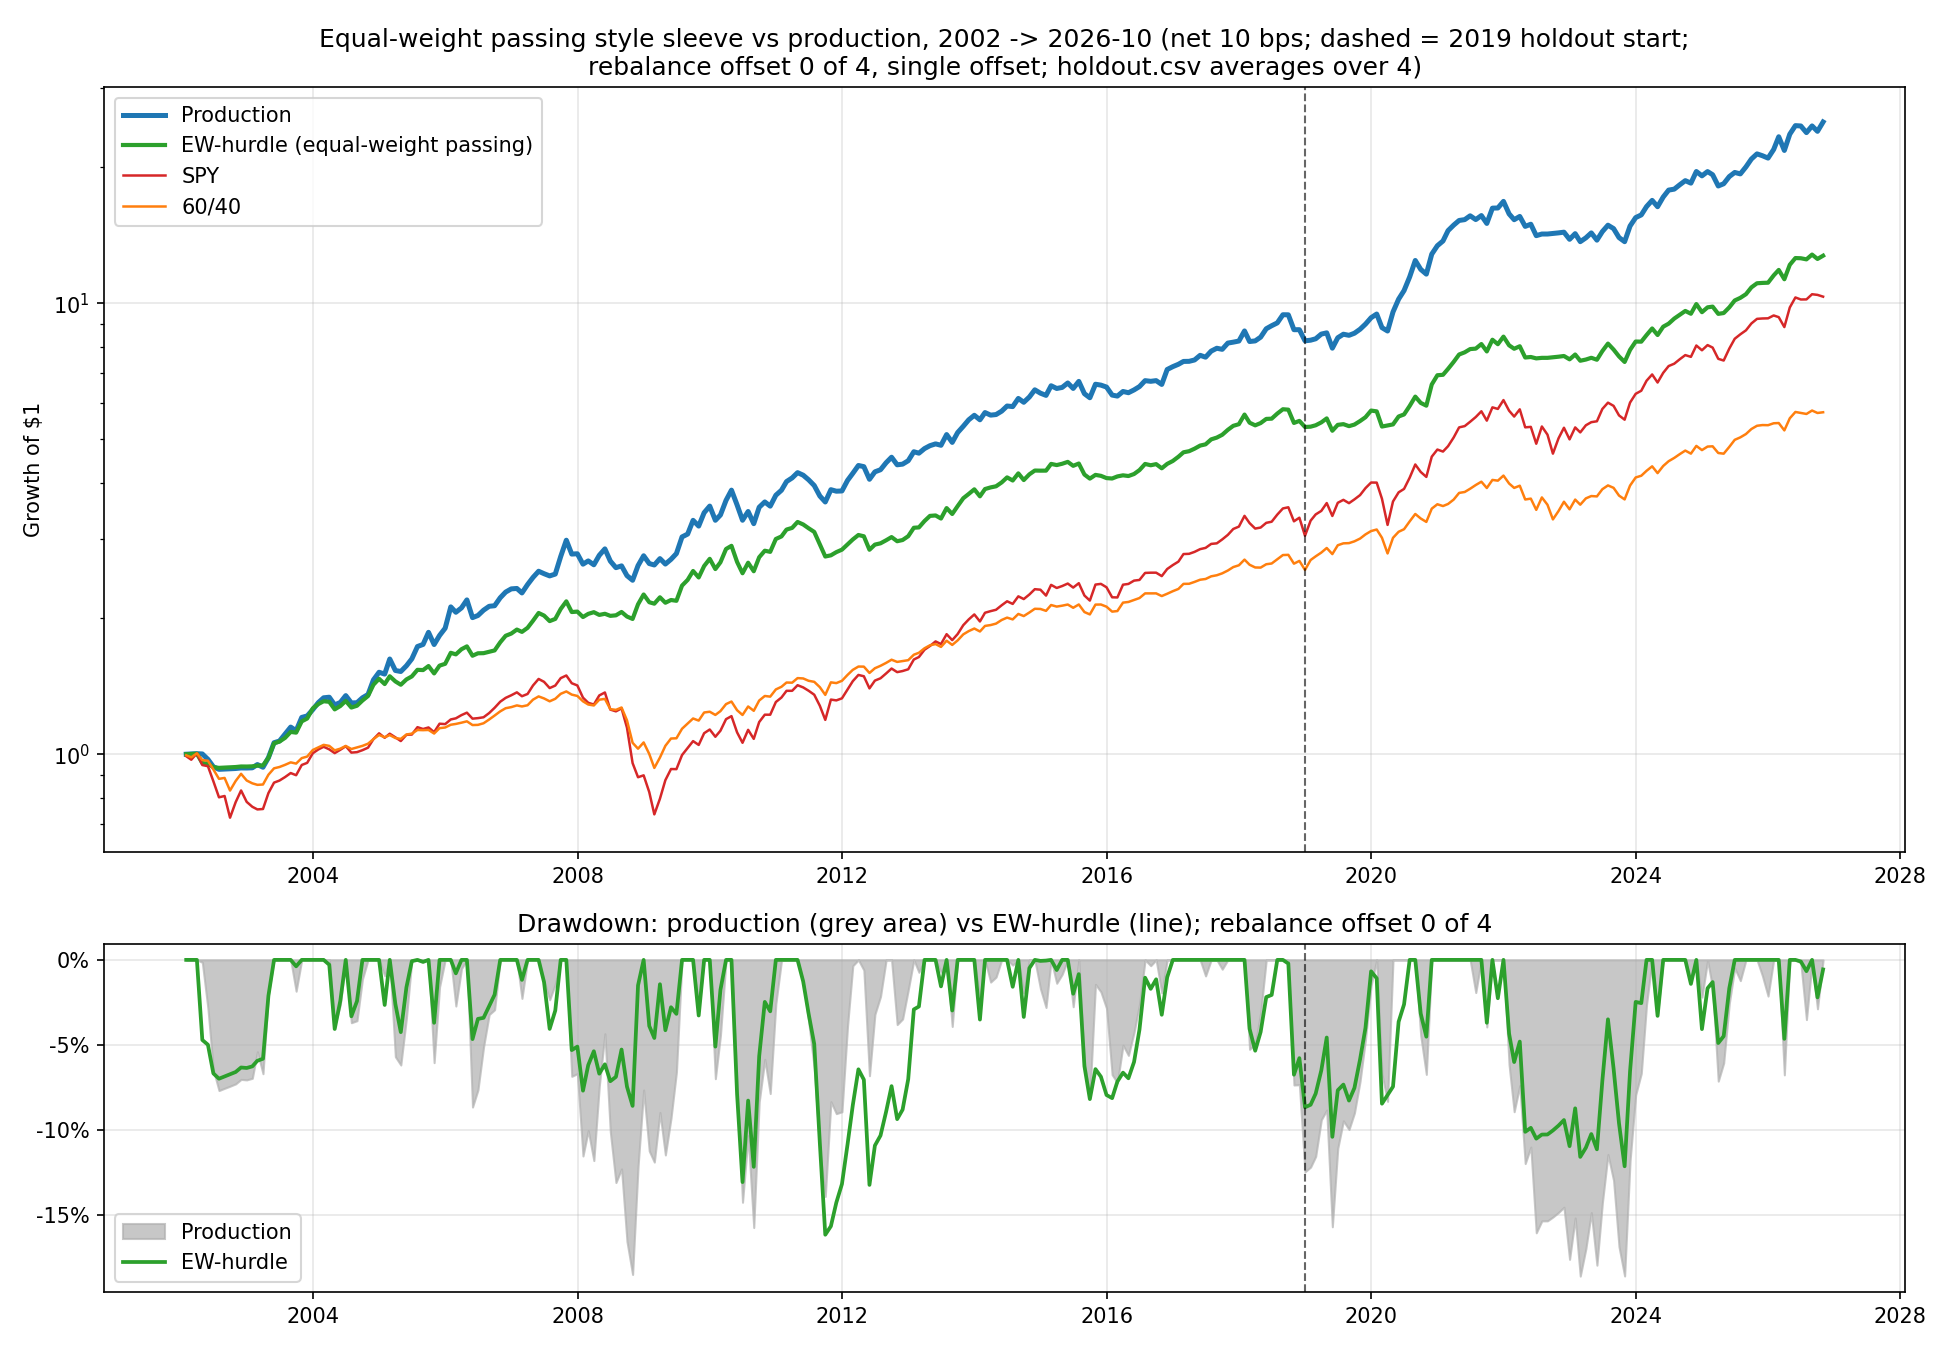 Equal-weight passing style sleeve vs production, 2002 -> 2026-10 (net 10 bps; dashed = 2019 holdout start;
rebalance offset 0 of 4, single offset; holdout.csv averages over 4)
Production
EW-hurdle (equal-weight passing)
SPY
60/40
Growth of $1
10¹
10⁰
2004 2008 2012 2016 2020 2024 2028
Drawdown: production (grey area) vs EW-hurdle (line); rebalance offset 0 of 4
0%
-5%
-10%
-15%
Production
EW-hurdle
2004 2008 2012 2016 2020 2024 2028